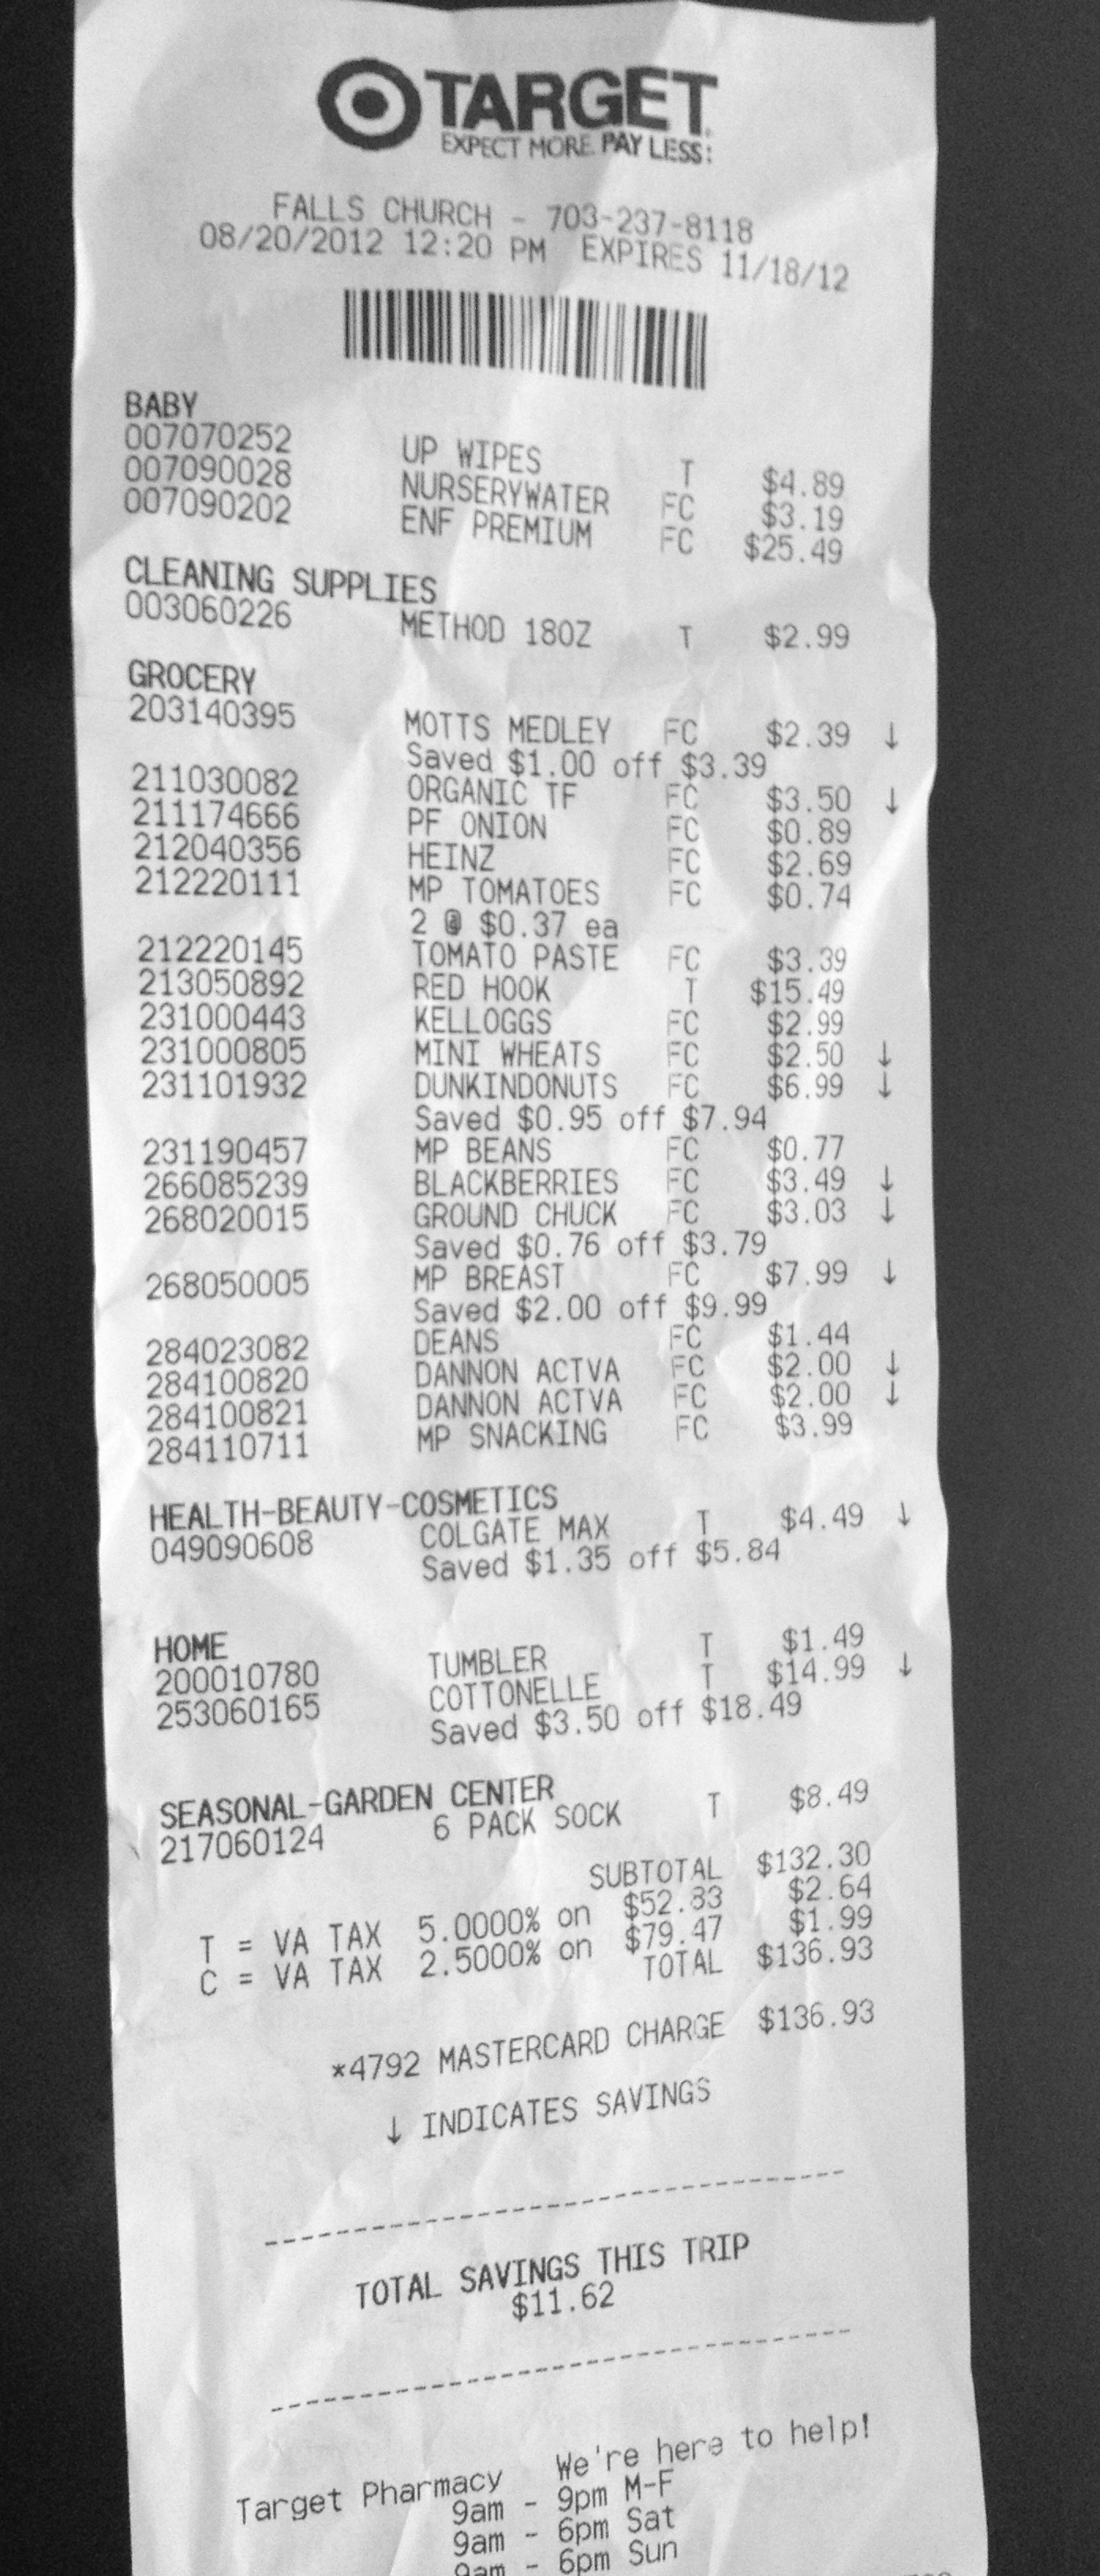 TARGET
EXPECT MORE. PAY LESS.
FALLS CHURCH - 703-237-8118
08/20/2012 12:20 PM EXPIRES 11/18/12
BABY
007070252 UP WIPES T $4.89
007090028 NURSERYWATER FC $3.19
007090202 ENF PREMIUM FC $25.49
CLEANING SUPPLIES
003060226 METHOD 18OZ T $2.99
GROCERY
203140395 MOTTS MEDLEY FC $2.39 ↓
Saved $1.00 off $3.39
211030082 ORGANIC TF FC $3.50 ↓
211174666 PF ONION FC $0.89
212040356 HEINZ FC $2.69
212220111 MP TOMATOES FC $0.74
2 @ $0.37 ea
212220145 TOMATO PASTE FC $3.39
213050892 RED HOOK T $15.49
231000443 KELLOGGS FC $2.99
231000805 MINI WHEATS FC $2.50 ↓
231101932 DUNKINDONUTS FC $6.99 ↓
Saved $0.95 off $7.94
231190457 MP BEANS FC $0.77
266085239 BLACKBERRIES FC $3.49 ↓
268020015 GROUND CHUCK FC $3.03 ↓
Saved $0.76 off $3.79
268050005 MP BREAST FC $7.99 ↓
Saved $2.00 off $9.99
284023082 DEANS FC $1.44
284100820 DANNON ACTVA FC $2.00 ↓
284100821 DANNON ACTVA FC $2.00 ↓
284110711 MP SNACKING FC $3.99
HEALTH-BEAUTY-COSMETICS
049090608 COLGATE MAX T $4.49 ↓
Saved $1.35 off $5.84
HOME
200010780 TUMBLER T $1.49
253060165 COTTONELLE T $14.99 ↓
Saved $3.50 off $18.49
SEASONAL-GARDEN CENTER
217060124 6 PACK SOCK T $8.49
SUBTOTAL $132.30
T = VA TAX 5.0000% on $52.83 $2.64
C = VA TAX 2.5000% on $79.47 $1.99
TOTAL $136.93
*4792 MASTERCARD CHARGE $136.93
↓ INDICATES SAVINGS
TOTAL SAVINGS THIS TRIP
$11.62
We're here to help!
Target Pharmacy
9am - 9pm M-F
9am - 6pm Sat
9am - 6pm Sun